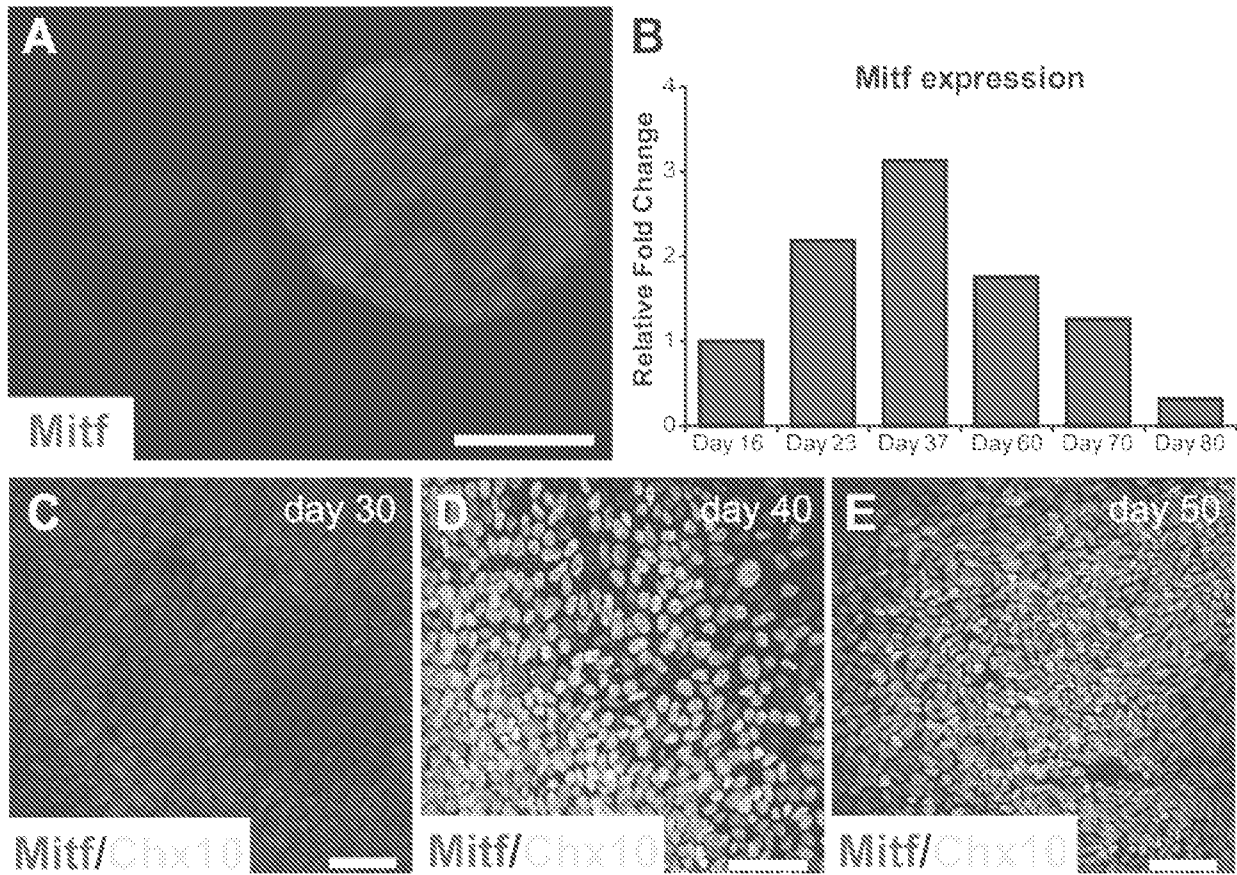 A
Mitf
B
Mitf expression
Relative Fold Change
4
3
2
1
0
Day 16
Day 23
Day 37
Day 60
Day 70
Day 80
C
day 30
Mitf/Chx10
D
day 40
Mitf/Chx10
E
day 50
Mitf/Chx10